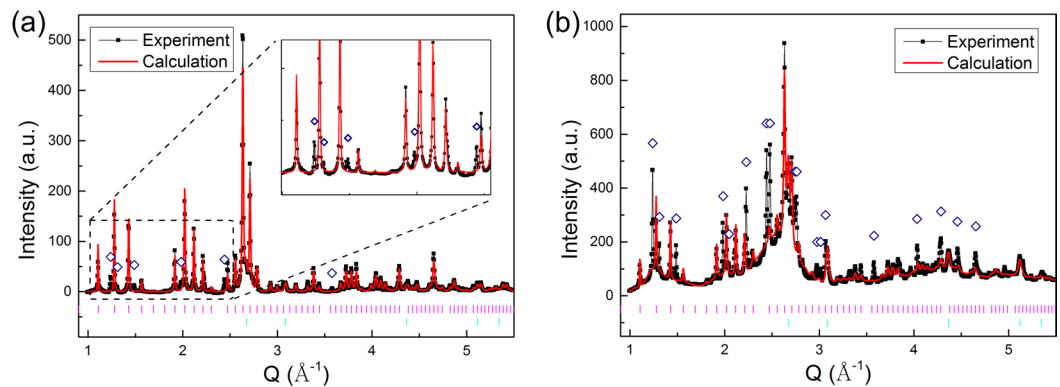 (a)
500
400
300
200
100
0
Intensity (a.u.)
Experiment
Calculation
1 2 3 4 5
Q (Å⁻¹)
(b)
1000
800
600
400
200
0
Intensity (a.u.)
Experiment
Calculation
1 2 3 4 5
Q (Å⁻¹)